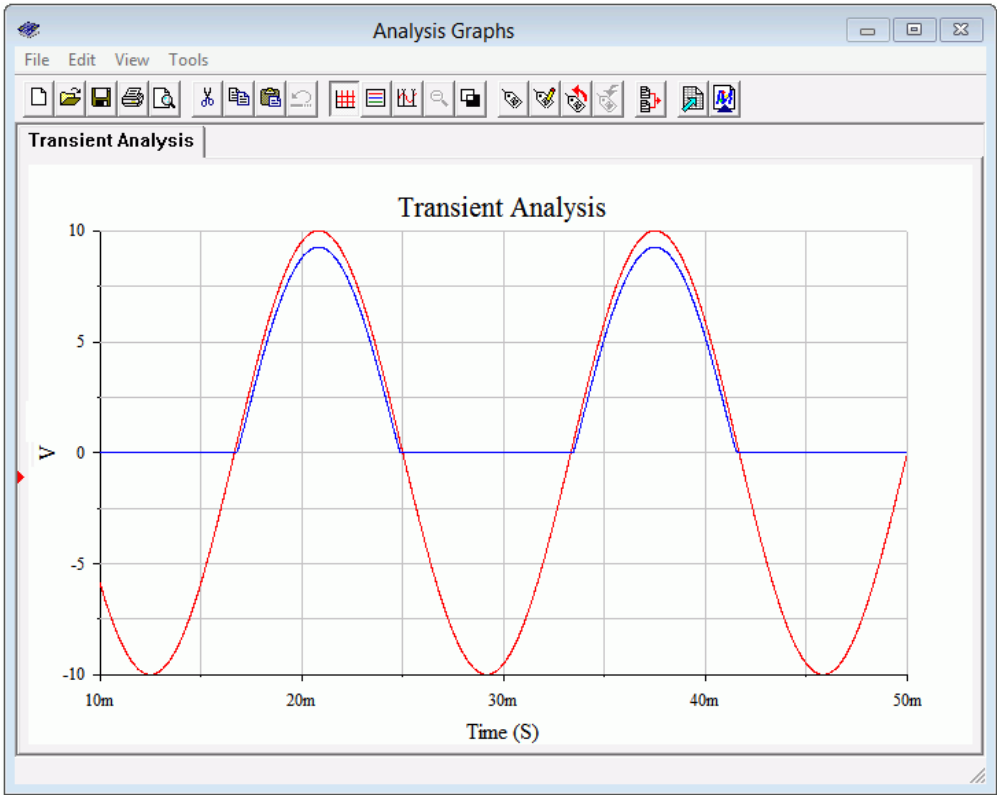 Analysis Graphs
File Edit View Tools
Transient Analysis
Transient Analysis
10
5
V
0
-5
-10
10m 20m 30m 40m 50m
Time (S)